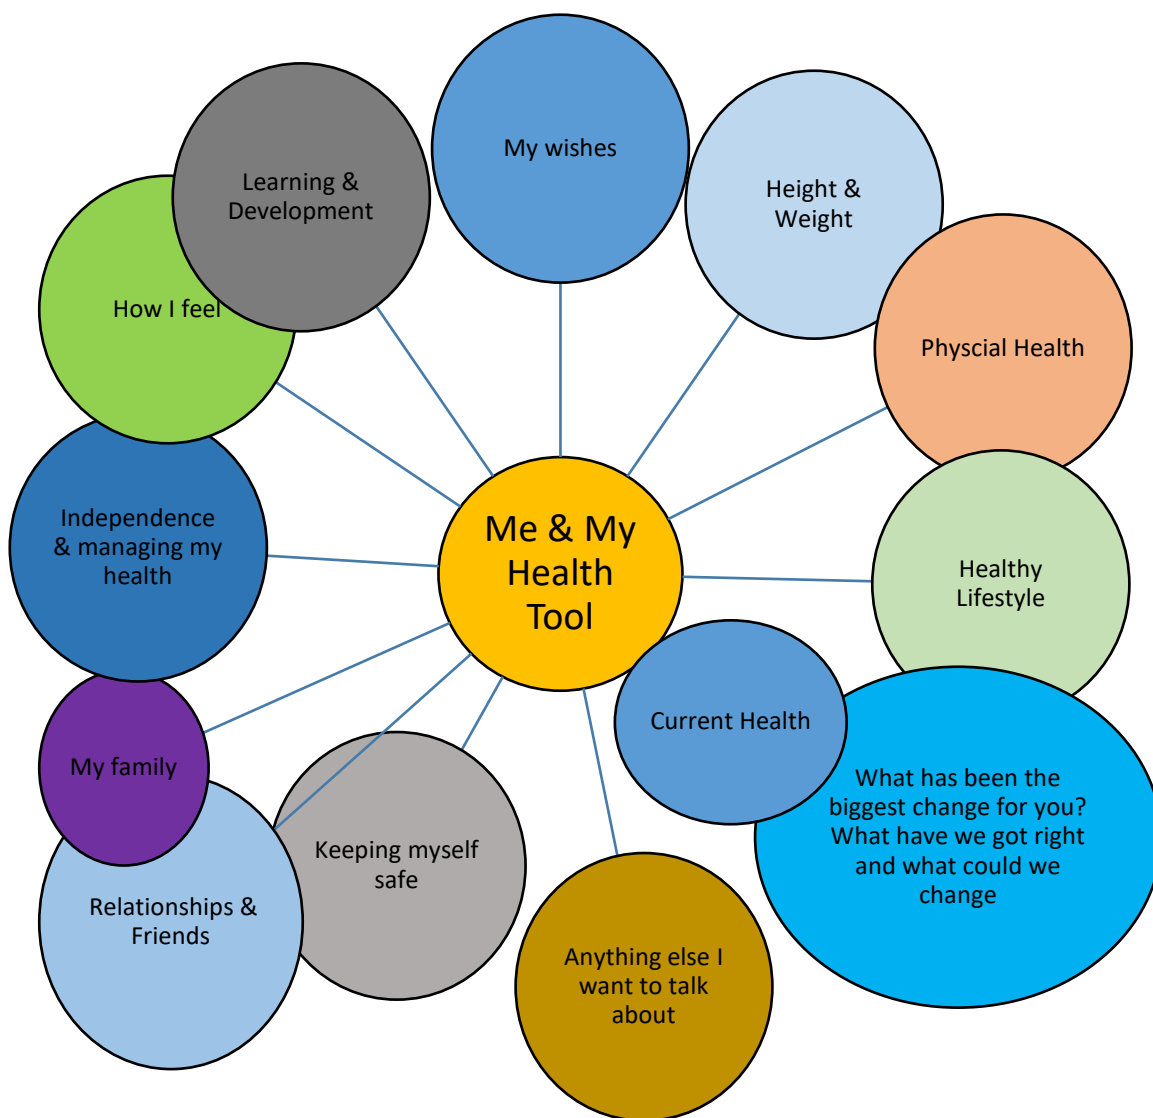 My wishes
Height &
Weight
Physcial Health
Healthy
Lifestyle
What has been the
biggest change for you?
What have we got right
and what could we
change
Current Health
Anything else I
want to talk
about
Keeping myself
safe
Relationships &
Friends
My family
Independence
& managing my
health
How I feel
Learning &
Development
Me & My
Health
Tool